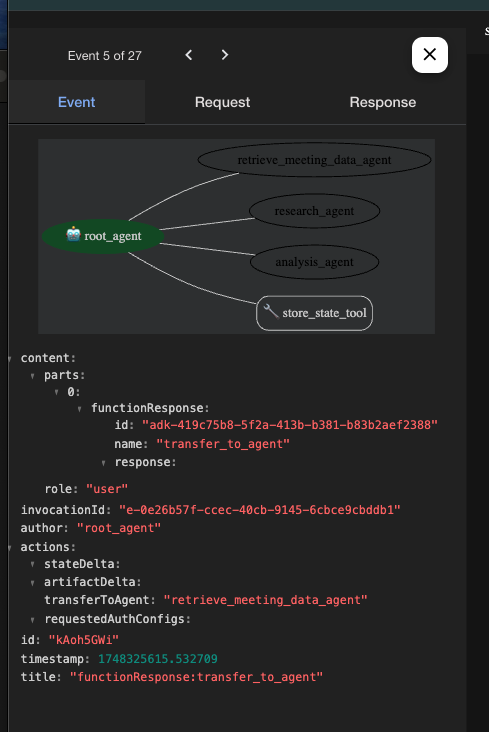 Event 5 of 27
Event Request Response
retrieve_meeting_data_agent
research_agent
🤖 root_agent
analysis_agent
🔧 store_state_tool
content:
parts:
0:
functionResponse:
id: "adk-419c75b8-5f2a-413b-b381-b83b2aef2388"
name: "transfer_to_agent"
response:
role: "user"
invocationId: "e-0e26b57f-ccec-40cb-9145-6cbce9cbddb1"
author: "root_agent"
actions:
stateDelta:
artifactDelta:
transferToAgent: "retrieve_meeting_data_agent"
requestedAuthConfigs:
id: "kAoh5GWi"
timestamp: 1748325615.532709
title: "functionResponse:transfer_to_agent"